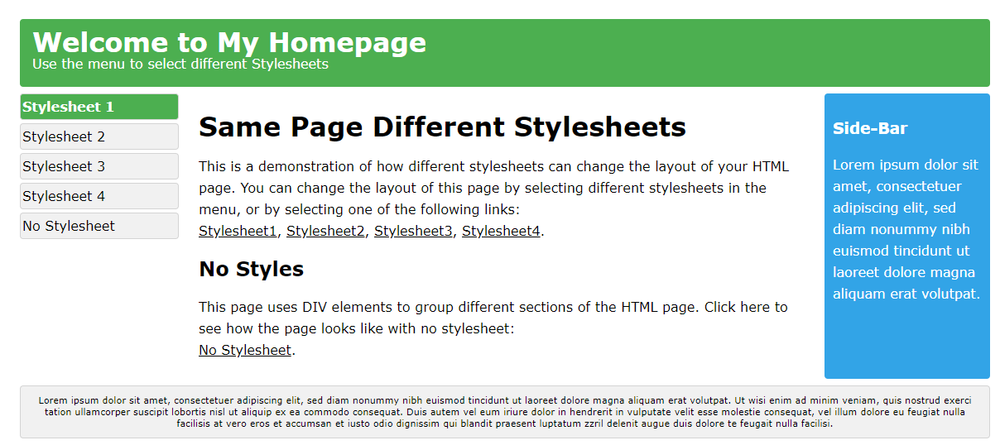 Welcome to My Homepage
Use the menu to select different Stylesheets
Stylesheet 1
Stylesheet 2
Stylesheet 3
Stylesheet 4
No Stylesheet
Same Page Different Stylesheets
This is a demonstration of how different stylesheets can change the layout of your HTML
page. You can change the layout of this page by selecting different stylesheets in the
menu, or by selecting one of the following links:
Stylesheet1, Stylesheet2, Stylesheet3, Stylesheet4.
No Styles
This page uses DIV elements to group different sections of the HTML page. Click here to
see how the page looks like with no stylesheet:
No Stylesheet.
Side-Bar
Lorem ipsum dolor sit
amet, consectetuer
adipiscing elit, sed
diam nonummy nibh
euismod tincidunt ut
laoreet dolore magna
aliquam erat volutpat.
Lorem ipsum dolor sit amet, consectetuer adipiscing elit, sed diam nonummy nibh euismod tincidunt ut laoreet dolore magna aliquam erat volutpat. Ut wisi enim ad minim veniam, quis nostrud exerci
tation ullamcorper suscipit lobortis nisl ut aliquip ex ea commodo consequat. Duis autem vel eum iriure dolor in hendrerit in vulputate velit esse molestie consequat, vel illum dolore eu feugiat nulla
facilisis at vero eros et accumsan et iusto odio dignissim qui blandit praesent luptatum zzril delenit augue duis dolore te feugait nulla facilisi.